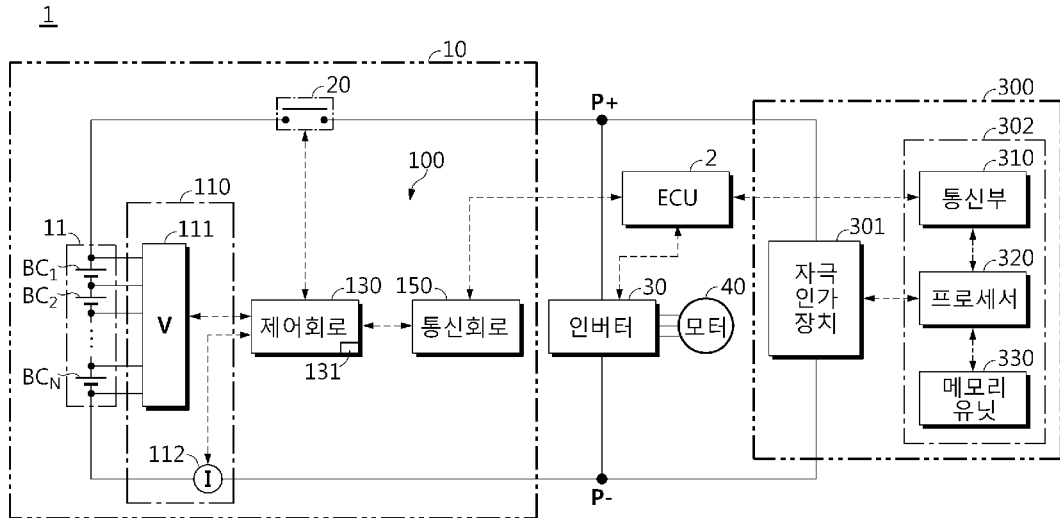 1
10
20
P+
300
302
100
2
310
110
ECU
통신부
11
111
301
BC1
자극
인가
장치
320
BC2
130
150
30
40
V
제어회로
통신회로
인버터
모터
프로세서
131
330
BCN
메모리
유닛
112
I
P-